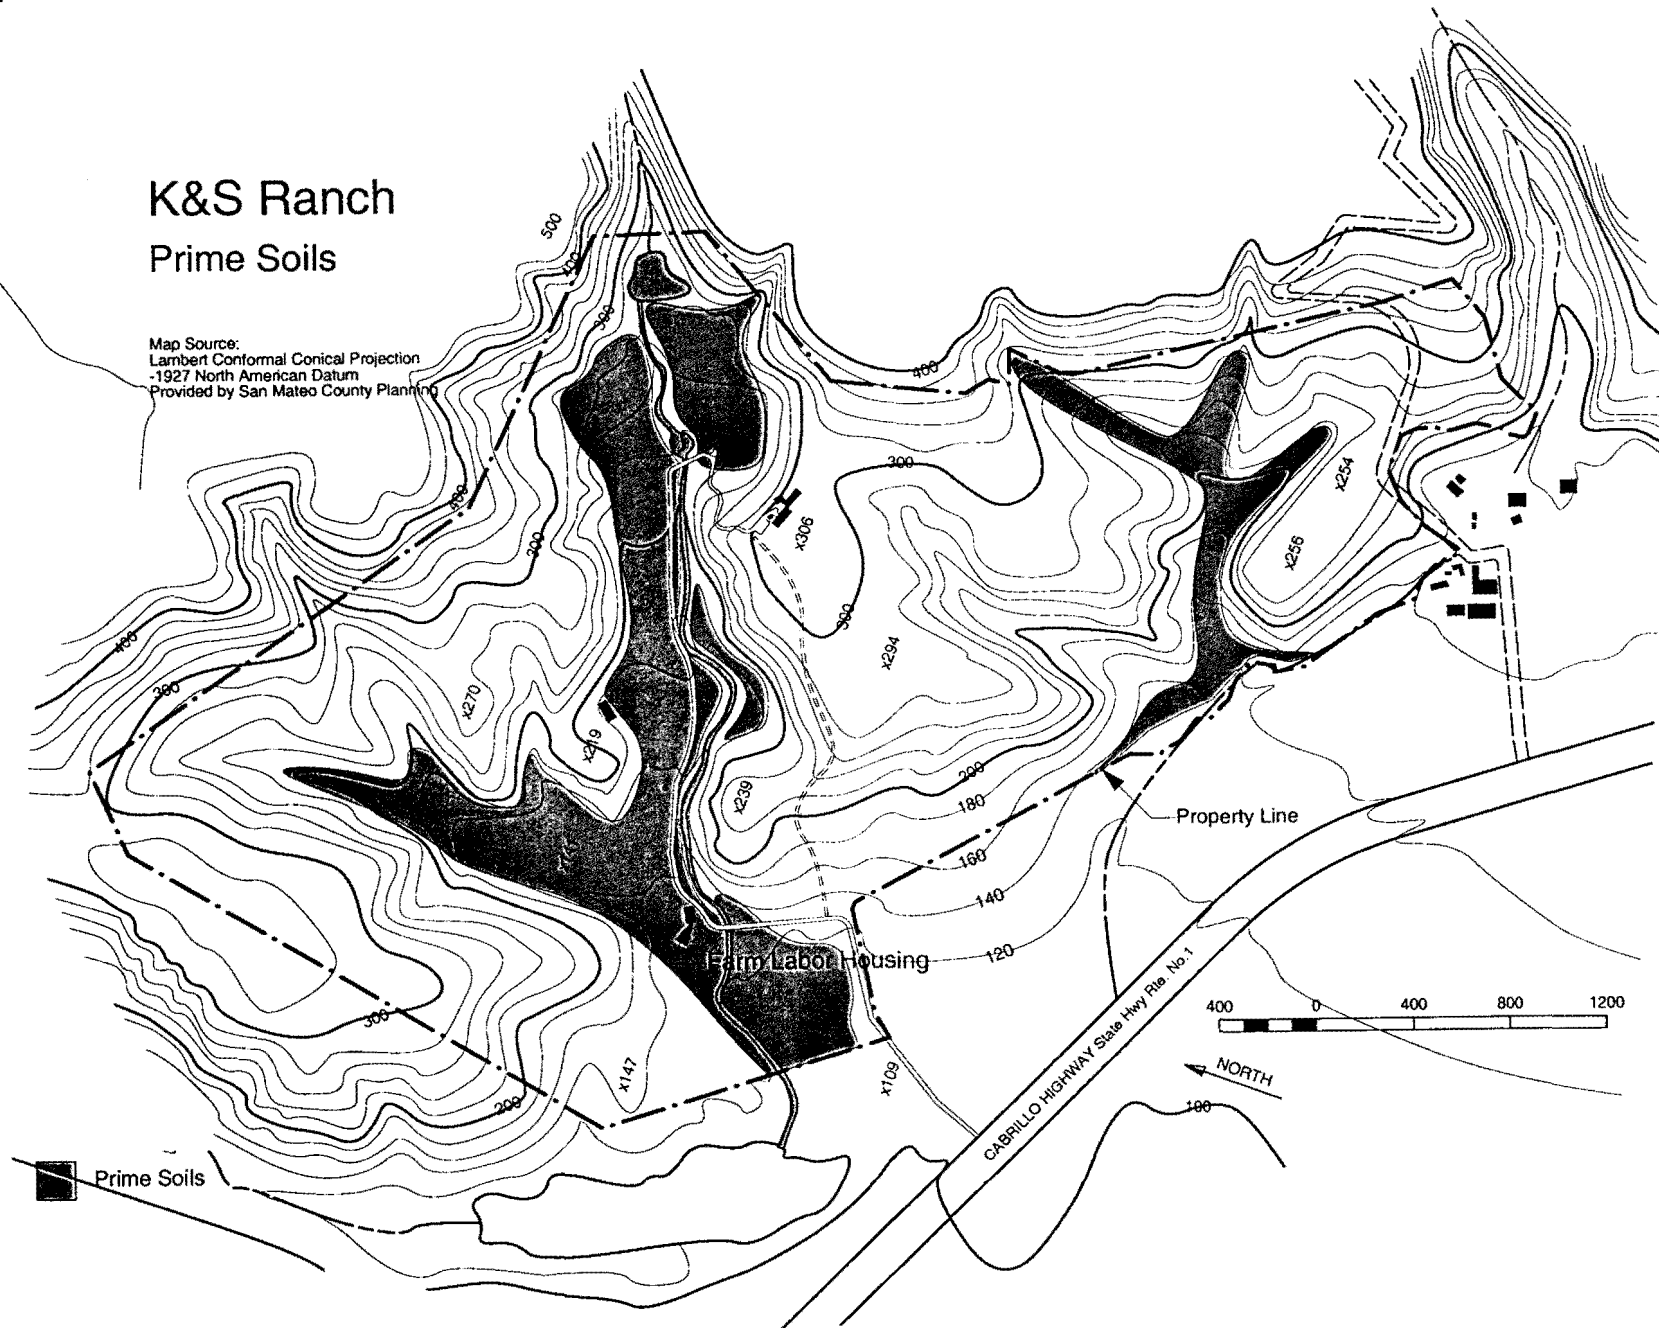 K&S Ranch
Prime Soils
Map Source:
Lambert Conformal Conical Projection
-1927 North American Datum
Provided by San Mateo County Planning
500
400
300
400
400
300
300
400
300
x306
300
x294
x254
x256
x270
x219
x239
200
180
160
140
120
Property Line
Farm Labor Housing
CABRILLO HIGHWAY State Hwy Rte. No.1
400 0 400 800 1200
NORTH
100
x109
x147
300
200
Prime Soils